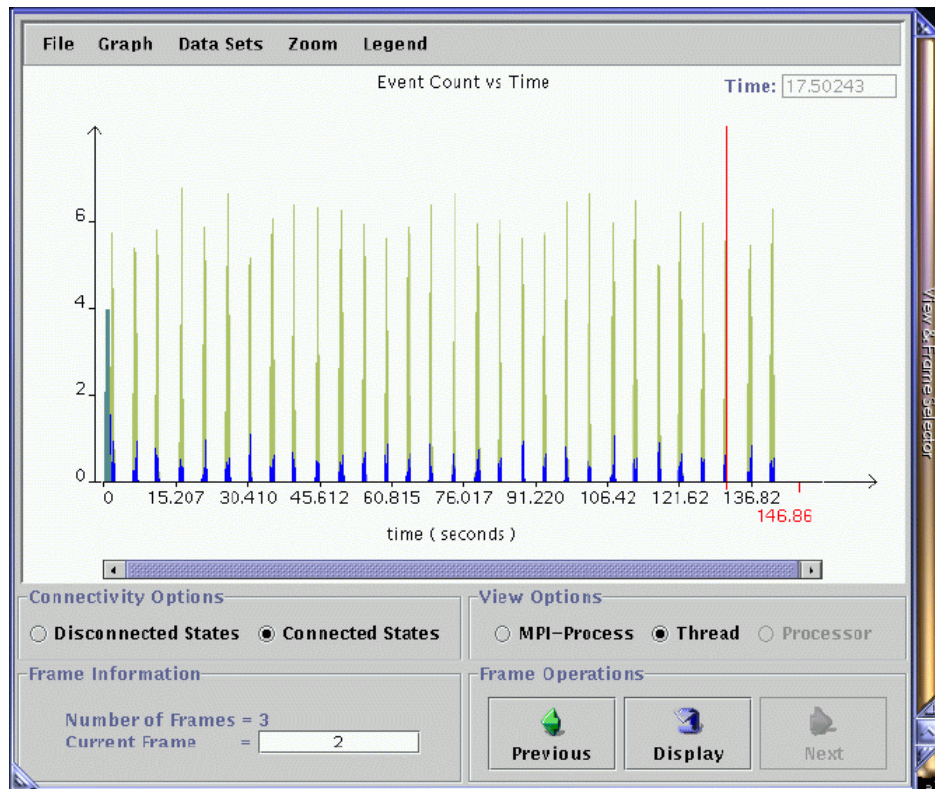 File Graph Data Sets Zoom Legend
Event Count vs Time
Time: 17.50243
6
4
2
0
0 15.207 30.410 45.612 60.815 76.017 91.220 106.42 121.62 136.82
146.86
time ( seconds )
Connectivity Options
Disconnected States Connected States
View Options
MPI-Process Thread Processor
Frame Information
Number of Frames = 3
Current Frame = 2
Frame Operations
Previous Display Next
View & Frame Selector